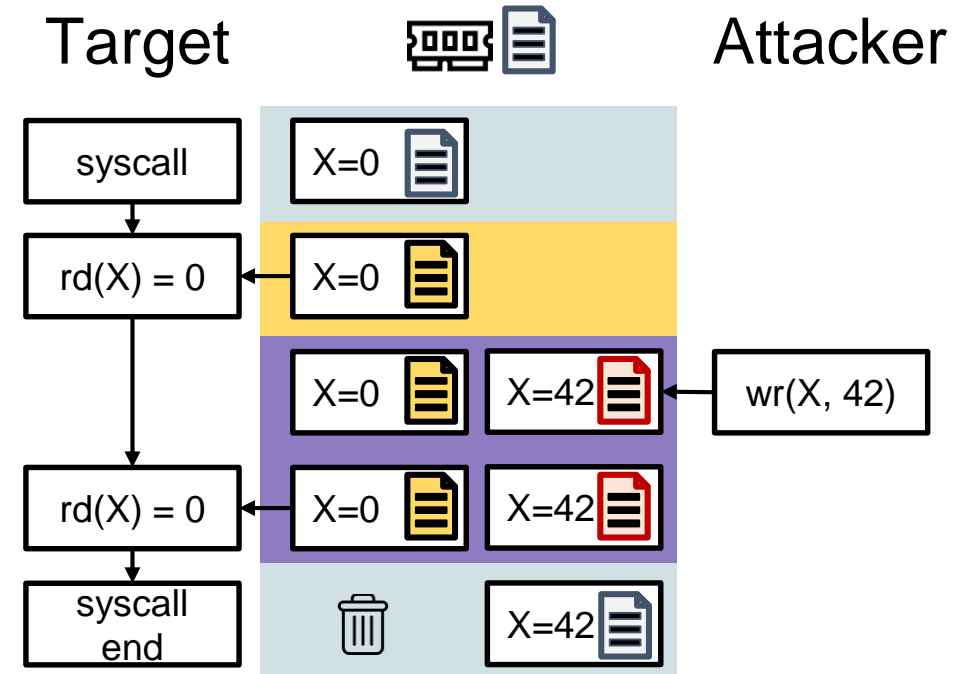 Target
Attacker
syscall
X=0
rd(X) = 0
X=0
X=0
X=42
wr(X, 42)
rd(X) = 0
X=0
X=42
syscall
end
X=42